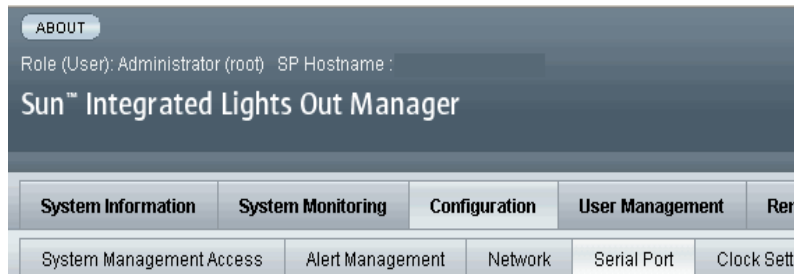 ABOUT
Role (User): Administrator (root) SP Hostname :
Sun™ Integrated Lights Out Manager
System Information System Monitoring Configuration User Management
System Management Access Alert Management Network Serial Port Clock